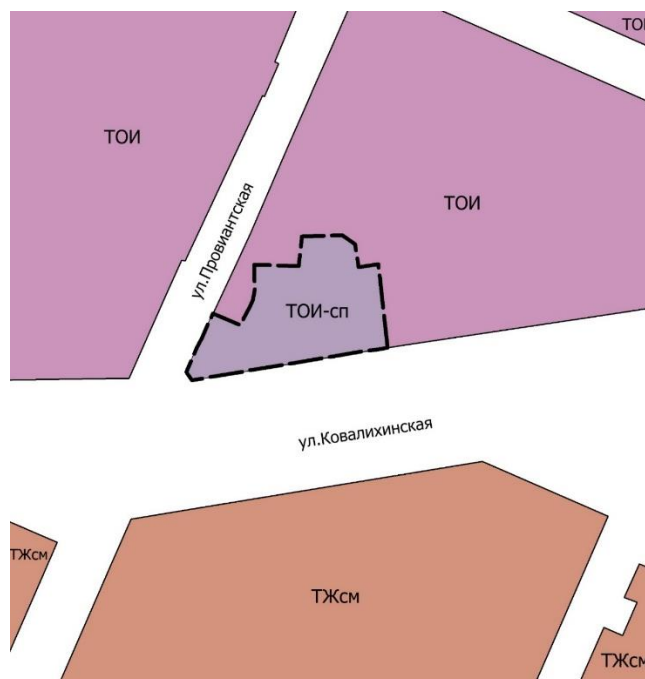 ТОИ
ТОИ
ТОИ
ул.Провиантская
ТОИ-сп
ул.Ковалихинская
ТЖсм
ТЖсм
ТЖсм